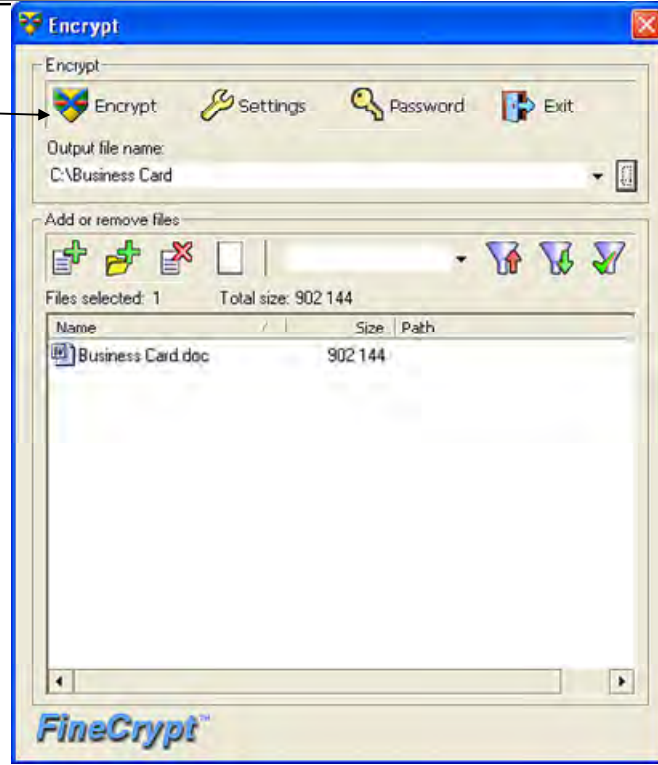 Encrypt
Encrypt
Encrypt Settings Password Exit
Output file name:
C:\Business Card
Add or remove files
Files selected: 1 Total size: 902 144
Name / Size Path
Business Card.doc 902 144
FineCrypt™